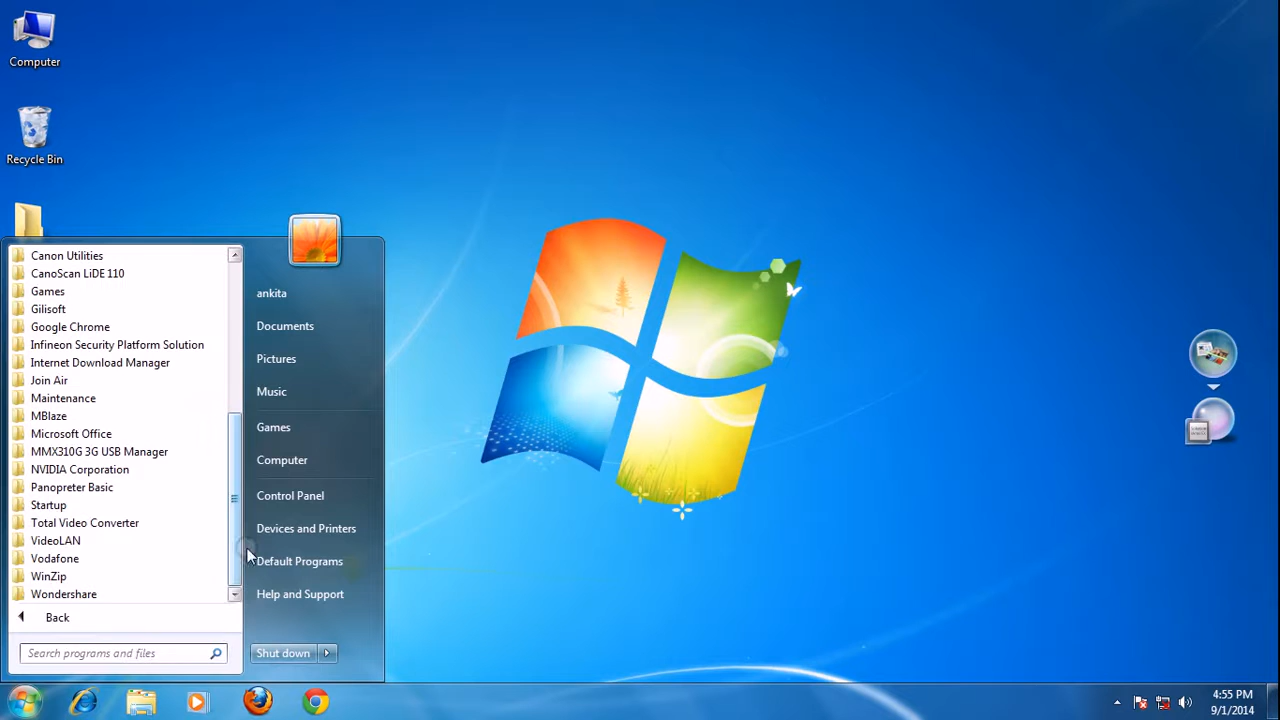 Computer
Recycle Bin
Canon Utilities
CanoScan LiDE 110
Games
Gilisoft
Google Chrome
Infineon Security Platform Solution
Internet Download Manager
Join Air
Maintenance
MBlaze
Microsoft Office
MMX310G 3G USB Manager
NVIDIA Corporation
Panopreter Basic
Startup
Total Video Converter
VideoLAN
Vodafone
WinZip
Wondershare
Back
Search programs and files
ankita
Documents
Pictures
Music
Games
Computer
Control Panel
Devices and Printers
Default Programs
Help and Support
Shut down
4:55 PM
9/1/2014